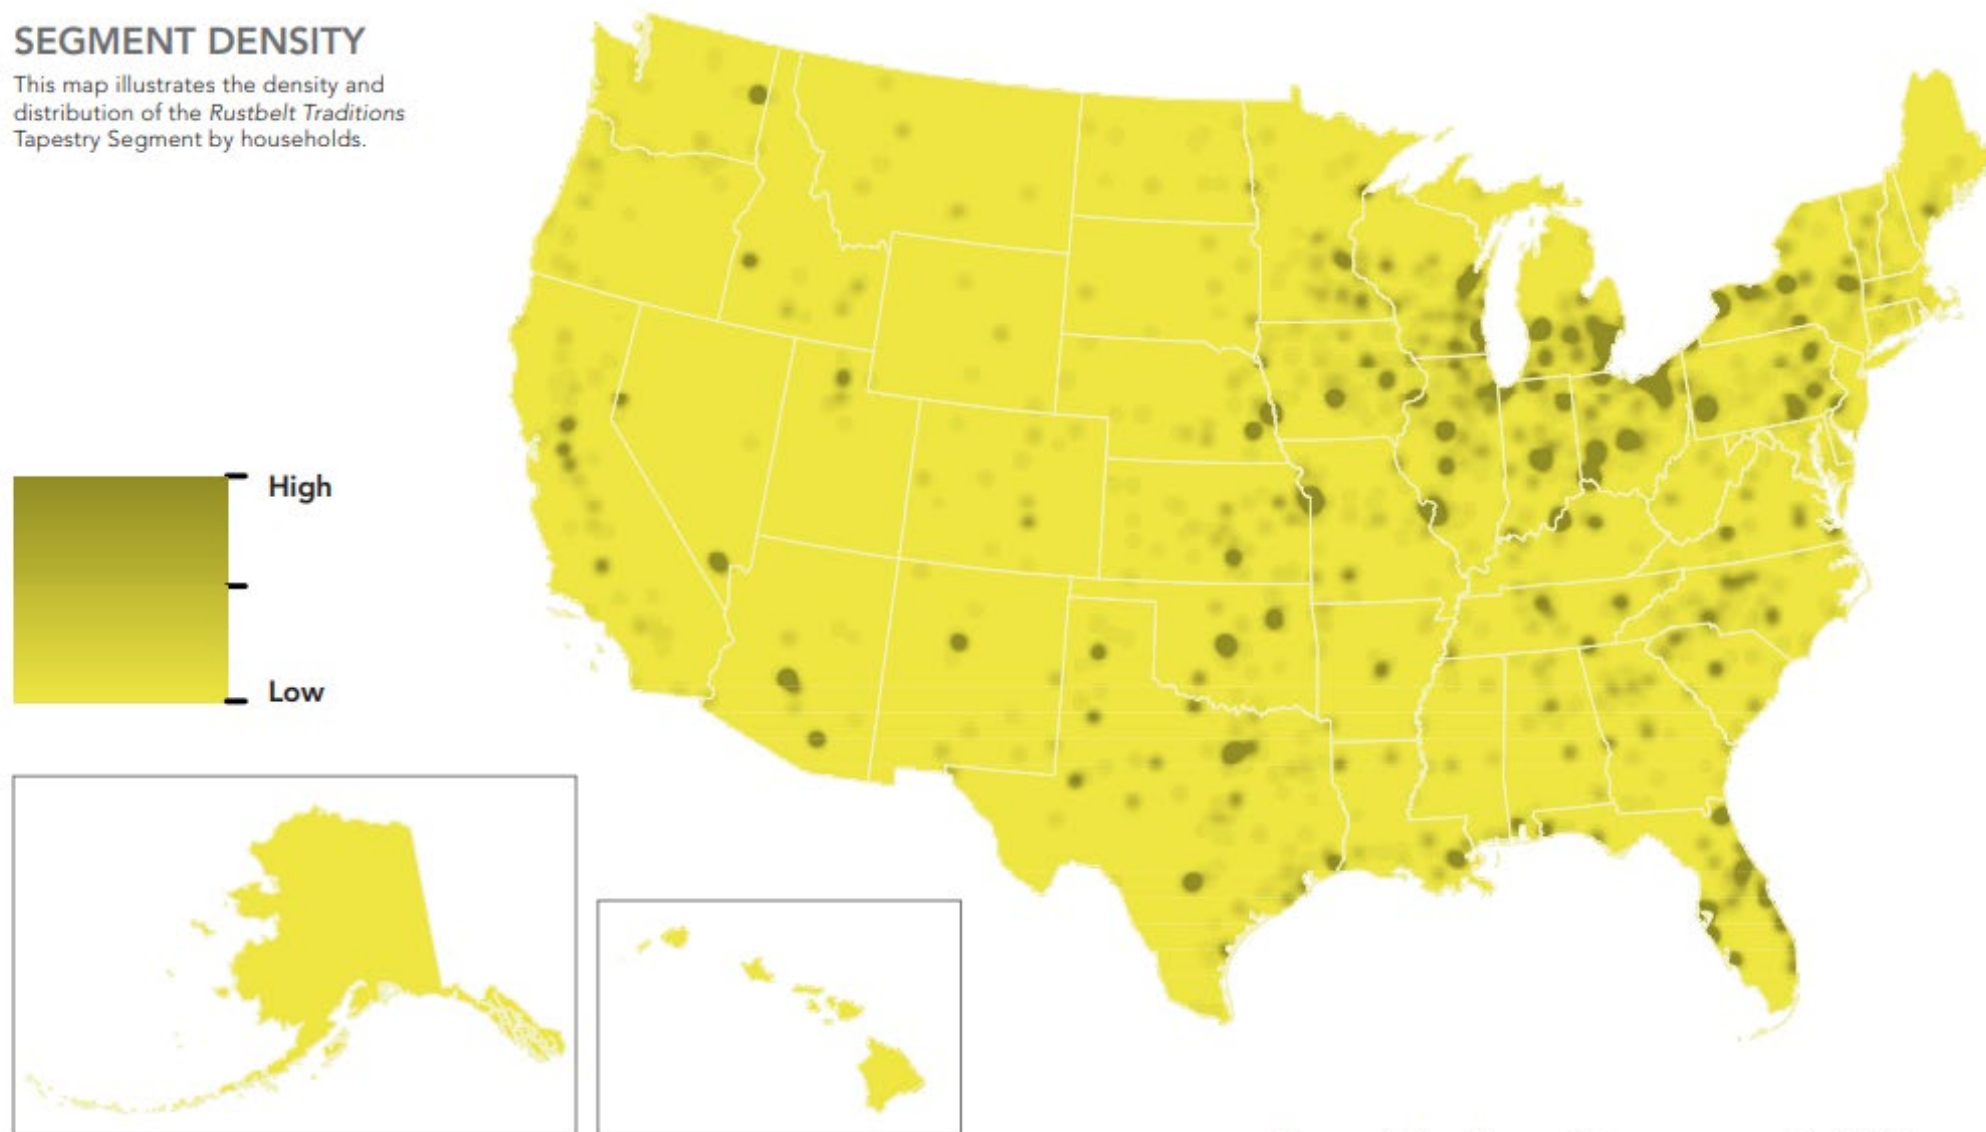 SEGMENT DENSITY
This map illustrates the density and
distribution of the Rustbelt Traditions
Tapestry Segment by households.
High
Low